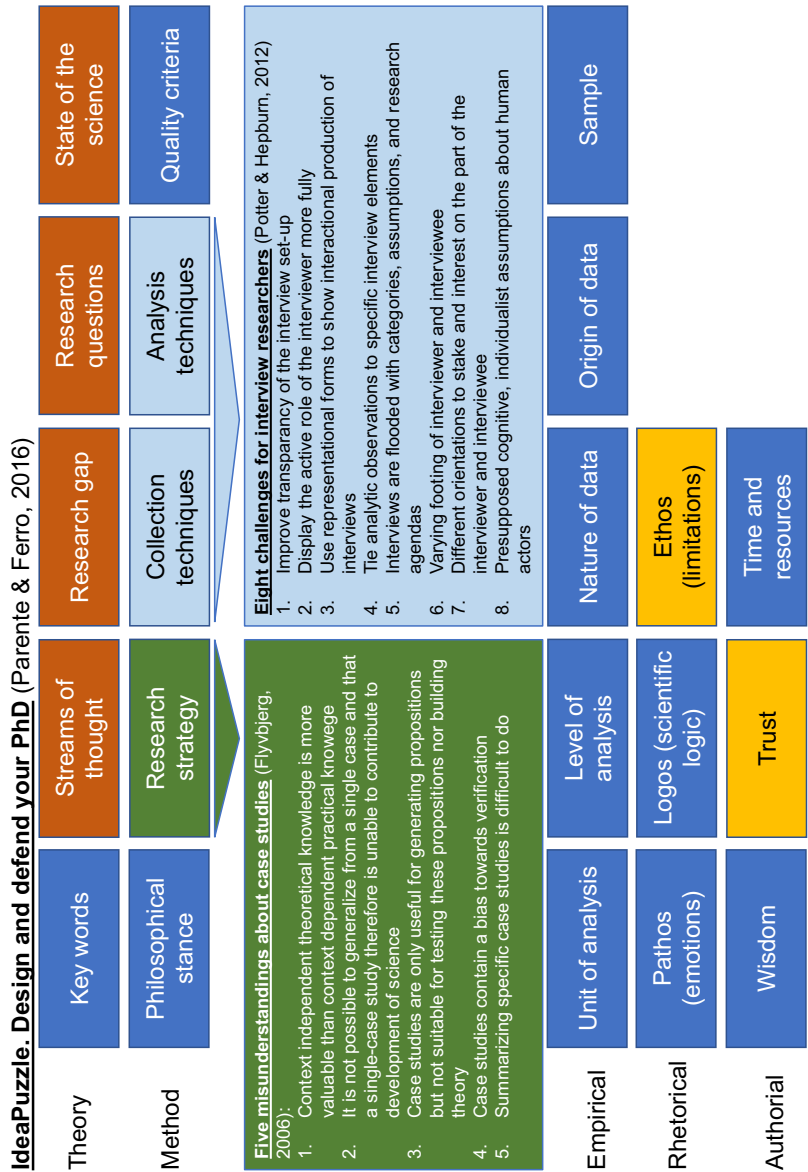 IdeaPuzzle. Design and defend your PhD (Parente & Ferro, 2016)
Theory
Key words
Streams of
thought
Research gap
Research
questions
State of the
science
Method
Philosophical
stance
Research
strategy
Collection
techniques
Analysis
techniques
Quality criteria
Five misunderstandings about case studies (Flyvbjerg,
2006):
1. Context independent theoretical knowledge is more
valuable than context dependent practical knowege
2. It is not possible to generalize from a single case and that
a single-case study therefore is unable to contribute to
development of science
3. Case studies are only useful for generating propositions
but not suitable for testing these propositions nor building
theory
4. Case studies contain a bias towards verification
5. Summarizing specific case studies is difficult to do
Eight challenges for interview researchers (Potter & Hepburn, 2012)
1. Improve transparancy of the interview set-up
2. Display the active role of the interviewer more fully
3. Use representational forms to show interactional production of
interviews
4. Tie analytic observations to specific interview elements
5. Interviews are flooded with categories, assumptions, and research
agendas
6. Varying footing of interviewer and interviewee
7. Different orientations to stake and interest on the part of the
interviewer and interviewee
8. Presupposed cognitive, individualist assumptions about human
actors
Empirical
Unit of analysis
Level of
analysis
Nature of data
Origin of data
Sample
Rhetorical
Pathos
(emotions)
Logos (scientific
logic)
Ethos
(limitations)
Authorial
Wisdom
Trust
Time and
resources